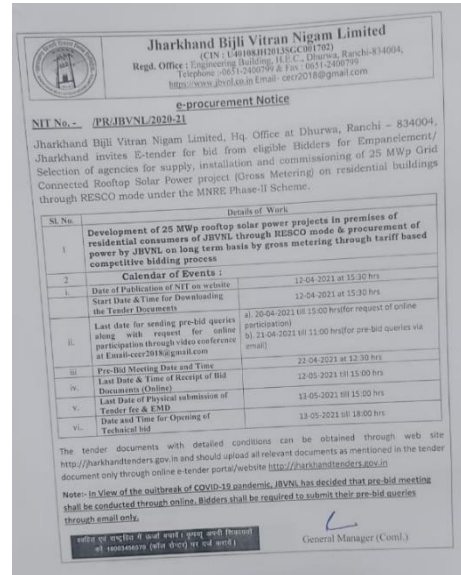 Jharkhand Bijli Vitran Nigam Limited
(CIN : U40108JH2013SGC001702)
Regd. Office : Engineering Building, H.E.C., Dhurwa, Ranchi-834004,
Telephone :-0651-2400799 & Fax : 0651-2400799
https://www.jbvnl.co.in Email- cecr2018@gmail.com
e-procurement Notice
NIT No. - /PR/JBVNL/2020-21
Jharkhand Bijli Vitran Nigam Limited, Hq. Office at Dhurwa, Ranchi – 834004,
Jharkhand invites E-tender for bid from eligible Bidders for Empanelement/
Selection of agencies for supply, installation and commissioning of 25 MWp Grid
Connected Rooftop Solar Power project (Gross Metering) on residential buildings
through RESCO mode under the MNRE Phase-II Scheme.
Sl. No. Details of Work
1 Development of 25 MWp rooftop solar power projects in premises of
residential consumers of JBVNL through RESCO mode & procurement of
power by JBVNL on long term basis by gross metering through tariff based
competitive bidding process
2 Calendar of Events :
i. Date of Publication of NIT on website 12-04-2021 at 15:30 hrs
Start Date &Time for Downloading
the Tender Documents 12-04-2021 at 15:30 hrs
ii. Last date for sending pre-bid queries
along with request for online
participation through video conference
at Email-cecr2018@gmail.com
a). 20-04-2021 till 15:00 hrs(for request of online
participation)
b). 21-04-2021 till 11:00 hrs(for pre-bid queries via
email)
iii Pre-Bid Meeting Date and Time 22-04-2021 at 12:30 hrs
iv. Last Date & Time of Receipt of Bid
Documents (Online) 12-05-2021 till 15:00 hrs
v. Last Date of Physical submission of
Tender fee & EMD 13-05-2021 till 15:00 hrs
vi. Date and Time for Opening of
Technical bid 13-05-2021 till 18:00 hrs
The tender documents with detailed conditions can be obtained through web site
http://jharkhandtenders.gov.in and should upload all relevant documents as mentioned in the tender
document only through online e-tender portal/website http://jharkhandtenders.gov.in
Note:- In View of the ouitbreak of COVID-19 pandemic, JBVNL has decided that pre-bid meeting
shall be conducted through online. Bidders shall be required to submit their pre-bid queries
through email only.
स्वहित एवं राष्ट्रहित में ऊर्जा बचायें। कृपया अपनी शिकायतों
को 18003456570 (कॉल सेन्टर) पर दर्ज करायें।
General Manager (Coml.)